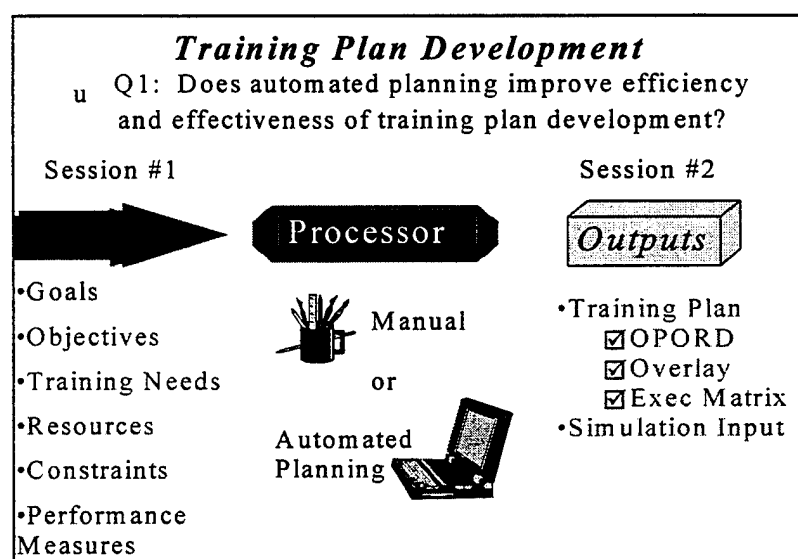 Training Plan Development
u Q1: Does automated planning improve efficiency
and effectiveness of training plan development?
Session #1
•Goals
•Objectives
•Training Needs
•Resources
•Constraints
•Performance
Measures
Processor
Manual
or
Automated
Planning
Session #2
Outputs
•Training Plan
☑OPORD
☑Overlay
☑Exec Matrix
•Simulation Input